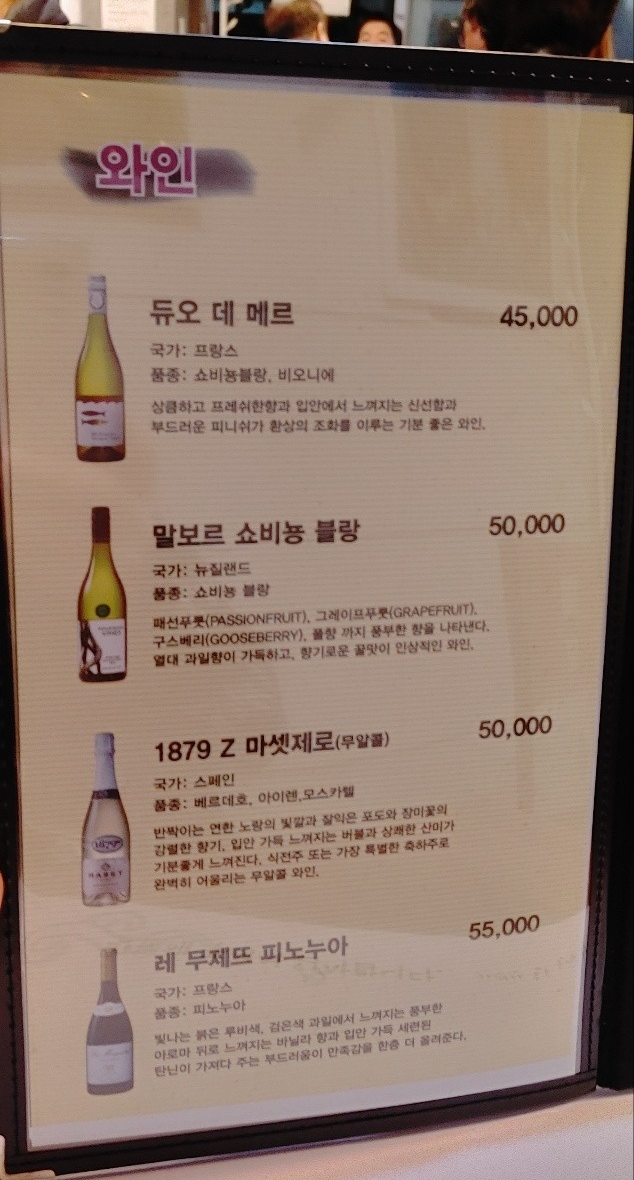 와인
듀오 데 메르
45,000
국가: 프랑스
품종: 쇼비뇽블랑, 비오니에
상큼하고 프레쉬한향과 입안에서 느껴지는 신선함과
부드러운 피니쉬가 환상의 조화를 이루는 기분 좋은 와인.
말보르 쇼비뇽 블랑
50,000
국가: 뉴질랜드
품종: 쇼비뇽 블랑
패션푸룻(PASSIONFRUIT), 그레이프푸룻(GRAPEFRUIT),
구스베리(GOOSEBERRY), 풀향 까지 풍부한 향을 나타낸다.
열대 과일향이 가득하고, 향기로운 꿀맛이 인상적인 와인.
1879 Z 마셋제로(무알콜)
50,000
국가: 스페인
품종: 베르데호, 아이렌,모스카텔
반짝이는 연한 노랑의 빛깔과 잘익은 포도와 장미꽃의
강렬한 향기, 입안 가득 느껴지는 버블과 상쾌한 산미가
기분좋게 느껴진다. 식전주 또는 가장 특별한 축하주로
완벽히 어울리는 무알콜 와인.
MASET
레 무제뜨 피노누아
55,000
국가: 프랑스
품종: 피노누아
빛나는 붉은 루비색, 검은색 과일에서 느껴지는 풍부한
아로마 뒤로 느껴지는 바닐라 향과 입안 가득 세련된
탄닌이 가져다 주는 부드러움이 만족감을 한층 더 올려준다.